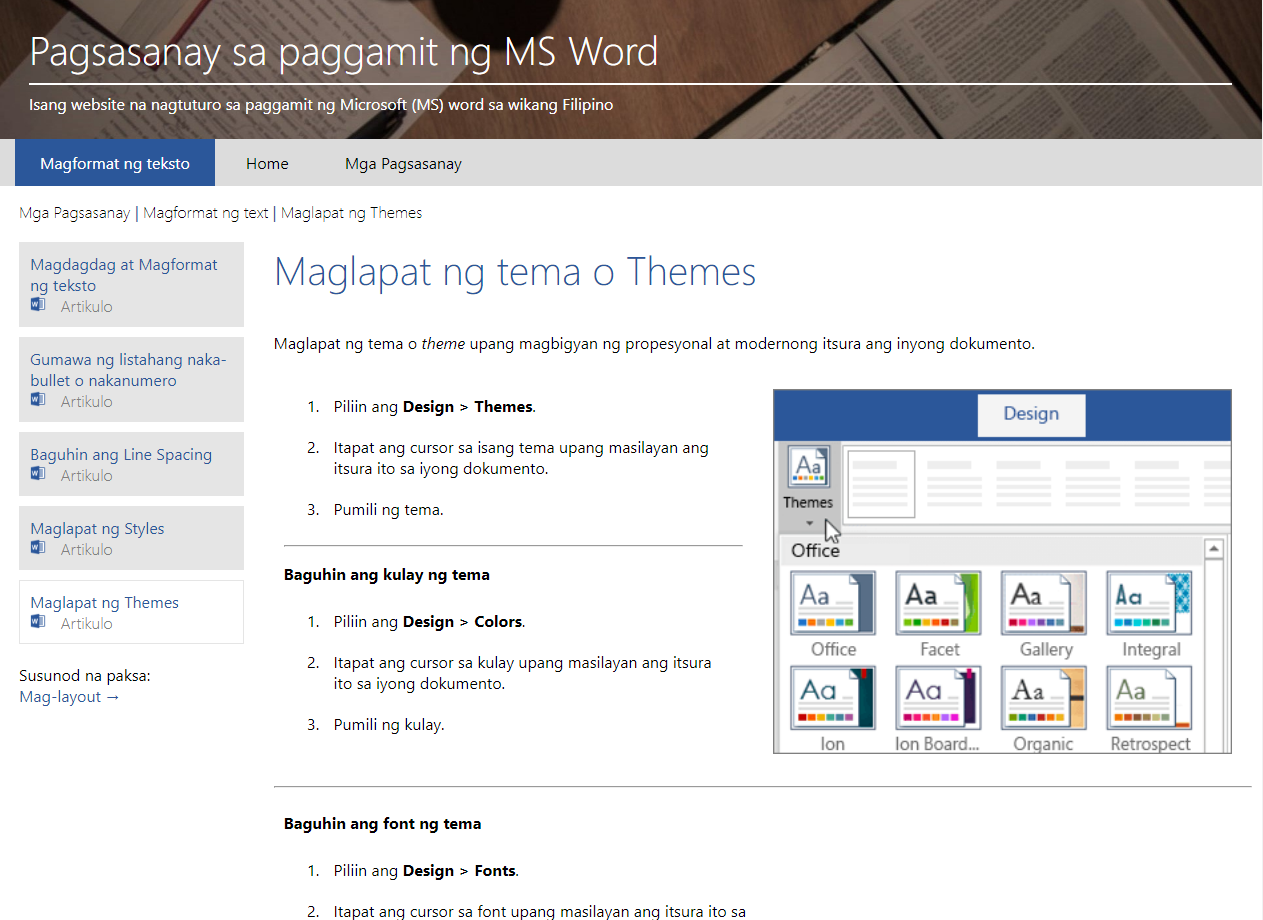 Pagsasanay sa paggamit ng MS Word
Isang website na nagtuturo sa paggamit ng Microsoft (MS) word sa wikang Filipino
Magformat ng teksto
Home
Mga Pagsasanay
Mga Pagsasanay | Magformat ng text | Maglapat ng Themes
Magdagdag at Magformat
ng teksto
Artikulo
Gumawa ng listahang naka-
bullet o nakanumero
Artikulo
Baguhin ang Line Spacing
Artikulo
Maglapat ng Styles
Artikulo
Maglapat ng Themes
Artikulo
Susunod na paksa:
Mag-layout →
Maglapat ng tema o Themes
Maglapat ng tema o theme upang magbigyan ng propesyonal at modernong itsura ang inyong dokumento.
1. Piliin ang Design > Themes.
2. Itapat ang cursor sa isang tema upang masilayan ang
itsura ito sa iyong dokumento.
3. Pumili ng tema.
Baguhin ang kulay ng tema
1. Piliin ang Design > Colors.
2. Itapat ang cursor sa kulay upang masilayan ang itsura
ito sa iyong dokumento.
3. Pumili ng kulay.
Design
Aa
Themes
Office
Aa Aa Aa Aa
Office Facet Gallery Integral
Aa Aa Aa Aa
Ion Ion Board... Organic Retrospect
Baguhin ang font ng tema
1. Piliin ang Design > Fonts.
2. Itapat ang cursor sa font upang masilayan ang itsura ito sa